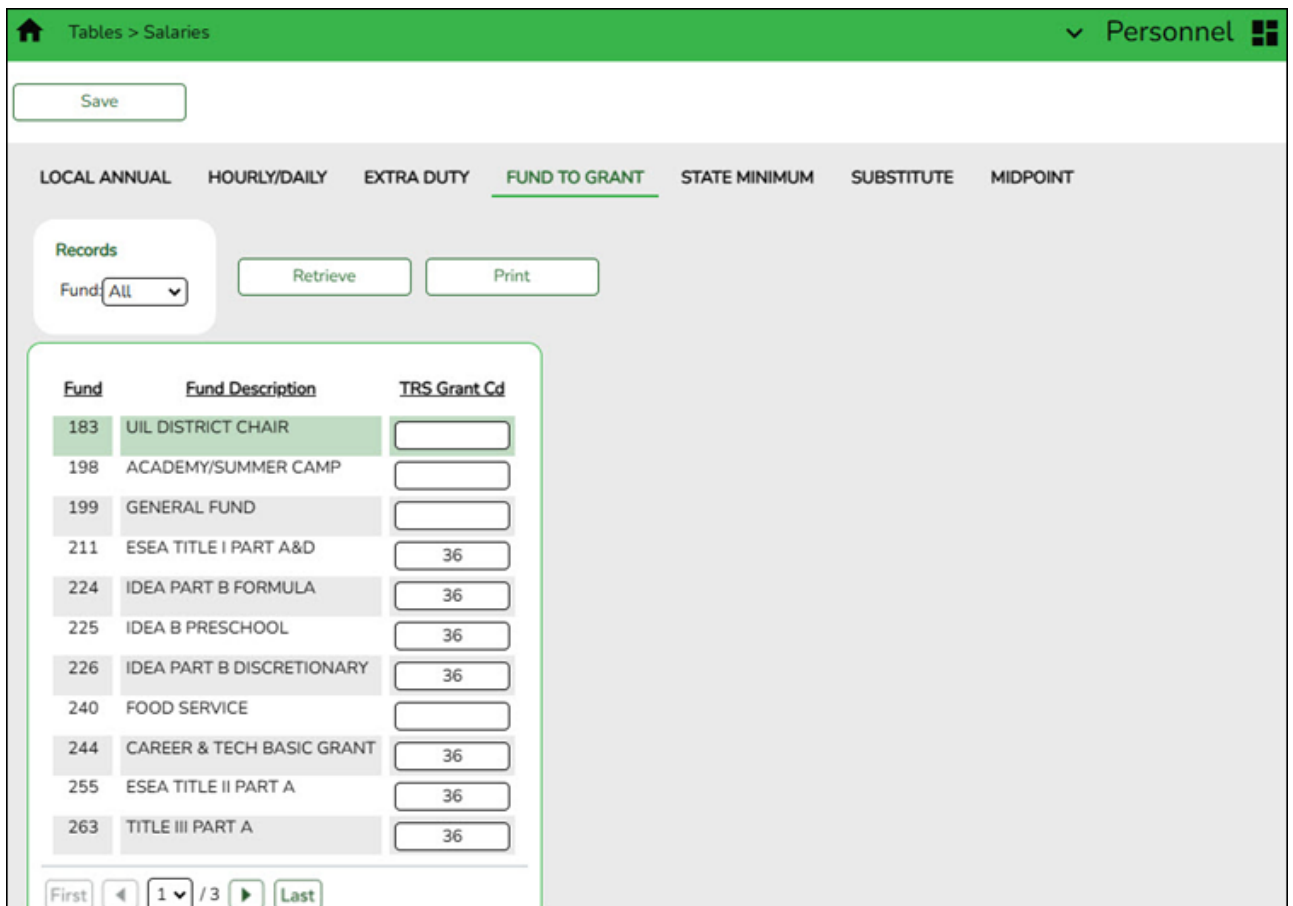 Tables > Salaries
Personnel
Save
LOCAL ANNUAL HOURLY/DAILY EXTRA DUTY FUND TO GRANT STATE MINIMUM SUBSTITUTE MIDPOINT
Records
Fund: All
Retrieve Print
Fund Fund Description TRS Grant Cd
183 UIL DISTRICT CHAIR
198 ACADEMY/SUMMER CAMP
199 GENERAL FUND
211 ESEA TITLE I PART A&D 36
224 IDEA PART B FORMULA 36
225 IDEA B PRESCHOOL 36
226 IDEA PART B DISCRETIONARY 36
240 FOOD SERVICE
244 CAREER & TECH BASIC GRANT 36
255 ESEA TITLE II PART A 36
263 TITLE III PART A 36
First 1 / 3 Last